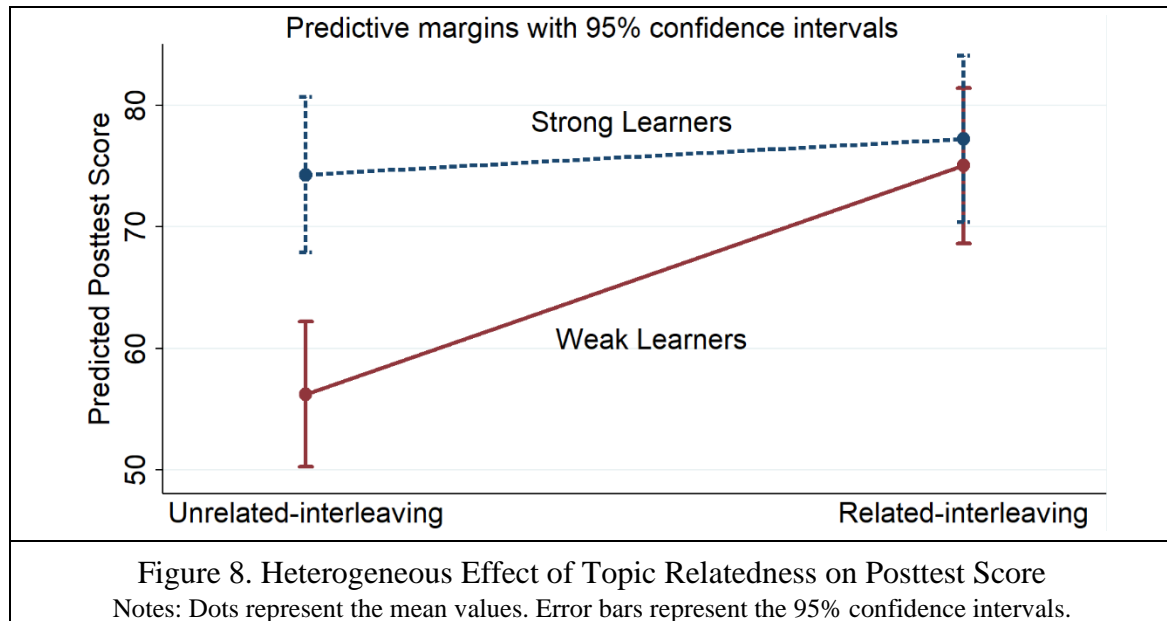 Predictive margins with 95% confidence intervals
Predicted Posttest Score
80
70
60
50
Strong Learners
Weak Learners
Unrelated-interleaving
Related-interleaving
Figure 8. Heterogeneous Effect of Topic Relatedness on Posttest Score
Notes: Dots represent the mean values. Error bars represent the 95% confidence intervals.